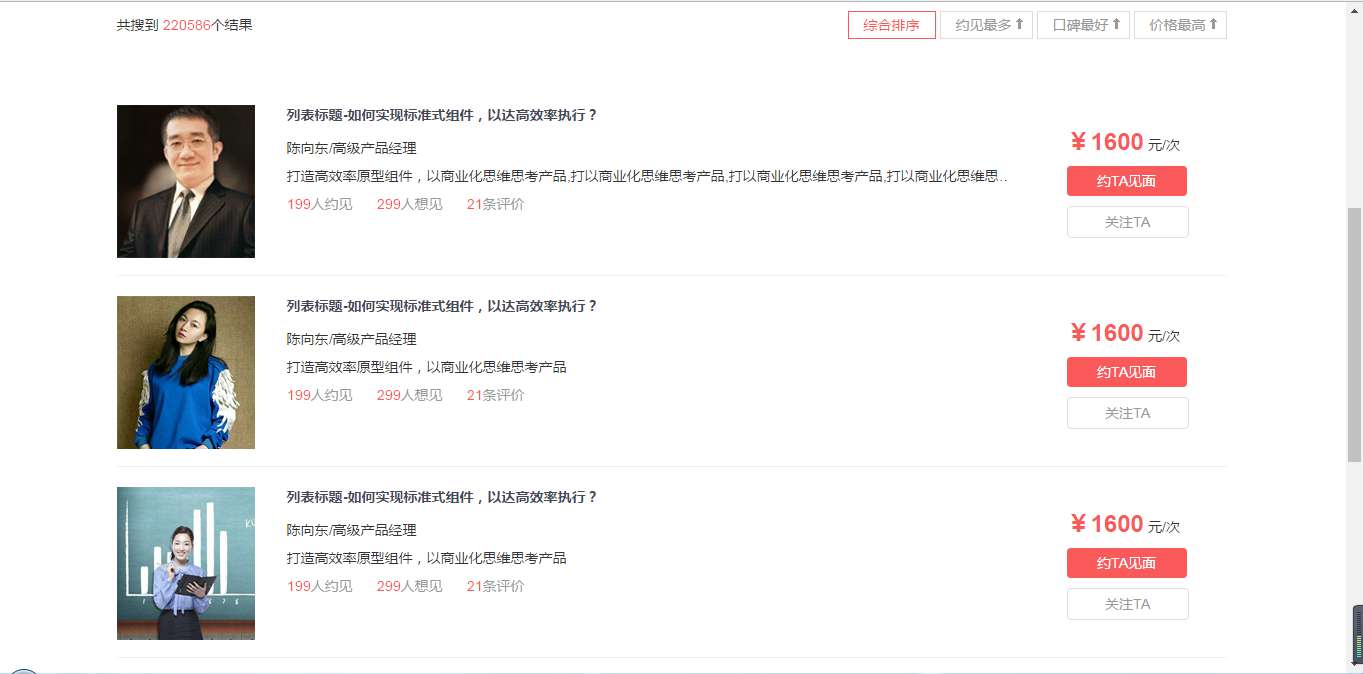 共搜到 220586个结果
综合排序 约见最多⬆ 口碑最好⬆ 价格最高⬆
列表标题-如何实现标准式组件，以达高效率执行？
陈向东/高级产品经理
打造高效率原型组件，以商业化思维思考产品,打以商业化思维思考产品,打以商业化思维思考产品,打以商业化思维思..
199人约见 299人想见 21条评价
¥ 1600 元/次
约TA见面
关注TA
列表标题-如何实现标准式组件，以达高效率执行？
陈向东/高级产品经理
打造高效率原型组件，以商业化思维思考产品
199人约见 299人想见 21条评价
¥ 1600 元/次
约TA见面
关注TA
列表标题-如何实现标准式组件，以达高效率执行？
陈向东/高级产品经理
打造高效率原型组件，以商业化思维思考产品
199人约见 299人想见 21条评价
¥ 1600 元/次
约TA见面
关注TA